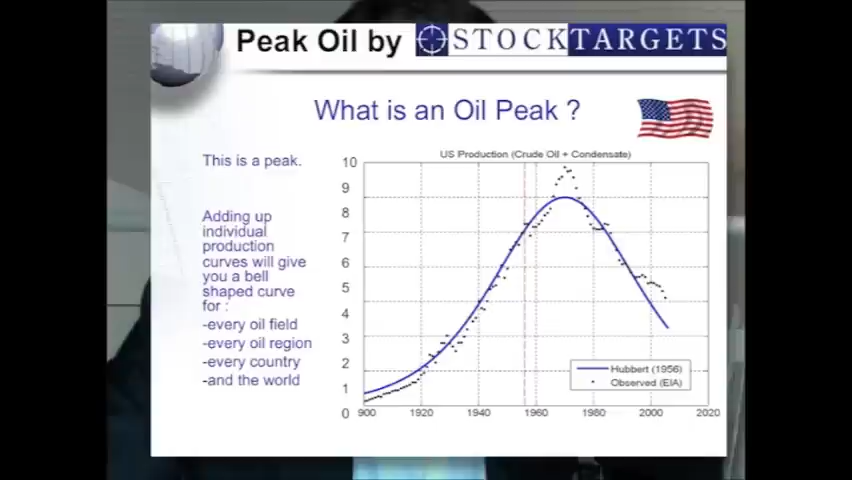 Peak Oil by STOCKTARGETS
What is an Oil Peak ?
This is a peak.
Adding up
individual
production
curves will give
you a bell
shaped curve
for :
-every oil field
-every oil region
-every country
-and the world
US Production (Crude Oil + Condensate)
10
9
8
7
6
5
4
3
2
1
0
900 1920 1940 1960 1980 2000 2020
Hubbert (1956)
Observed (EIA)